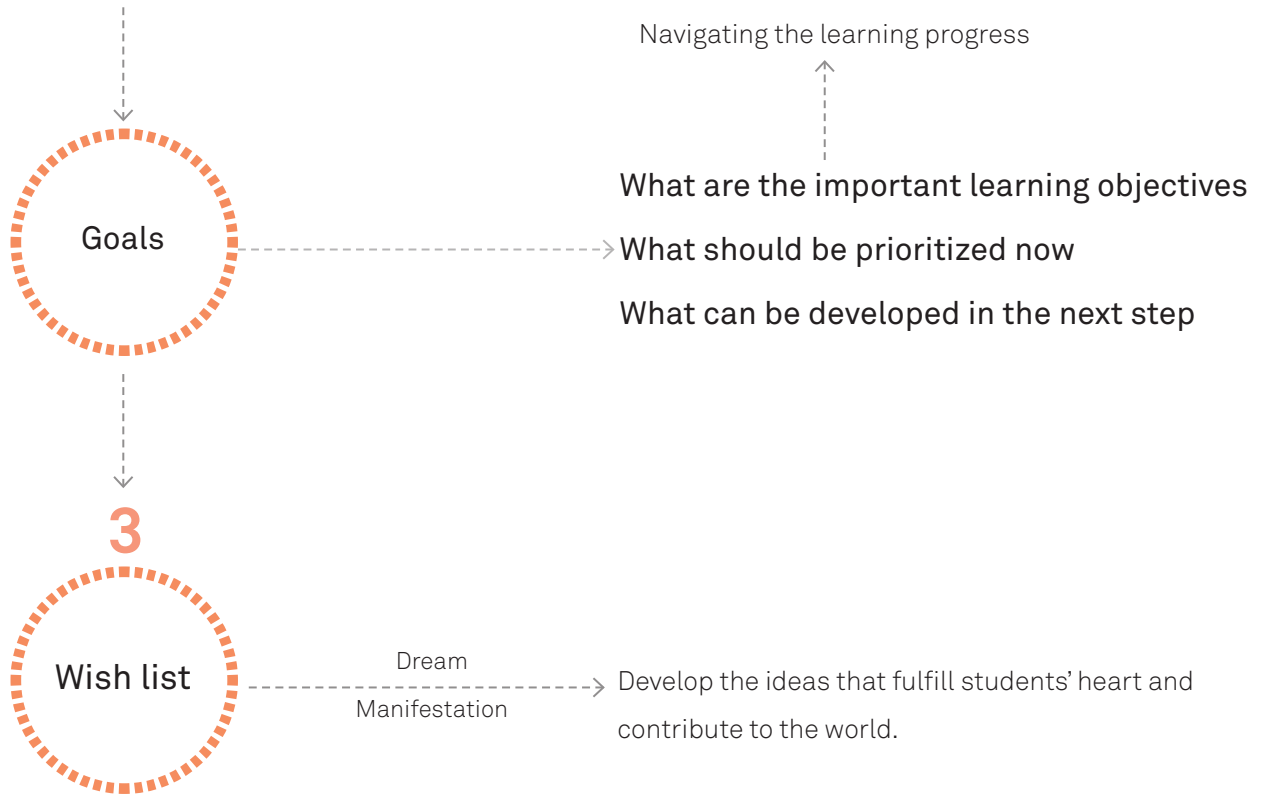 Navigating the learning progress
What are the important learning objectives
Goals
What should be prioritized now
What can be developed in the next step
3
Wish list
Dream
Manifestation
Develop the ideas that fulfill students’ heart and
contribute to the world.